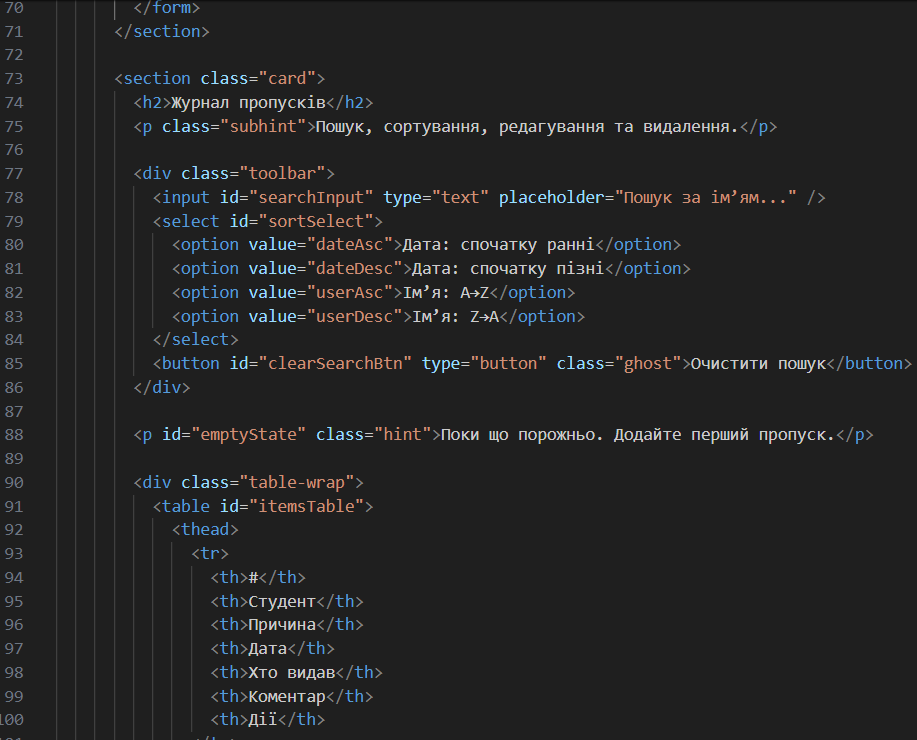 70 </form>
71 </section>
72
73 <section class="card">
74 <h2>Журнал пропусків</h2>
75 <p class="subhint">Пошук, сортування, редагування та видалення.</p>
76
77 <div class="toolbar">
78 <input id="searchInput" type="text" placeholder="Пошук за ім’ям..." />
79 <select id="sortSelect">
80 <option value="dateAsc">Дата: спочатку ранні</option>
81 <option value="dateDesc">Дата: спочатку пізні</option>
82 <option value="userAsc">Ім’я: A→Z</option>
83 <option value="userDesc">Ім’я: Z→A</option>
84 </select>
85 <button id="clearSearchBtn" type="button" class="ghost">Очистити пошук</button>
86 </div>
87
88 <p id="emptyState" class="hint">Поки що порожньо. Додайте перший пропуск.</p>
89
90 <div class="table-wrap">
91 <table id="itemsTable">
92 <thead>
93 <tr>
94 <th>#</th>
95 <th>Студент</th>
96 <th>Причина</th>
97 <th>Дата</th>
98 <th>Хто видав</th>
99 <th>Коментар</th>
100 <th>Дії</th>